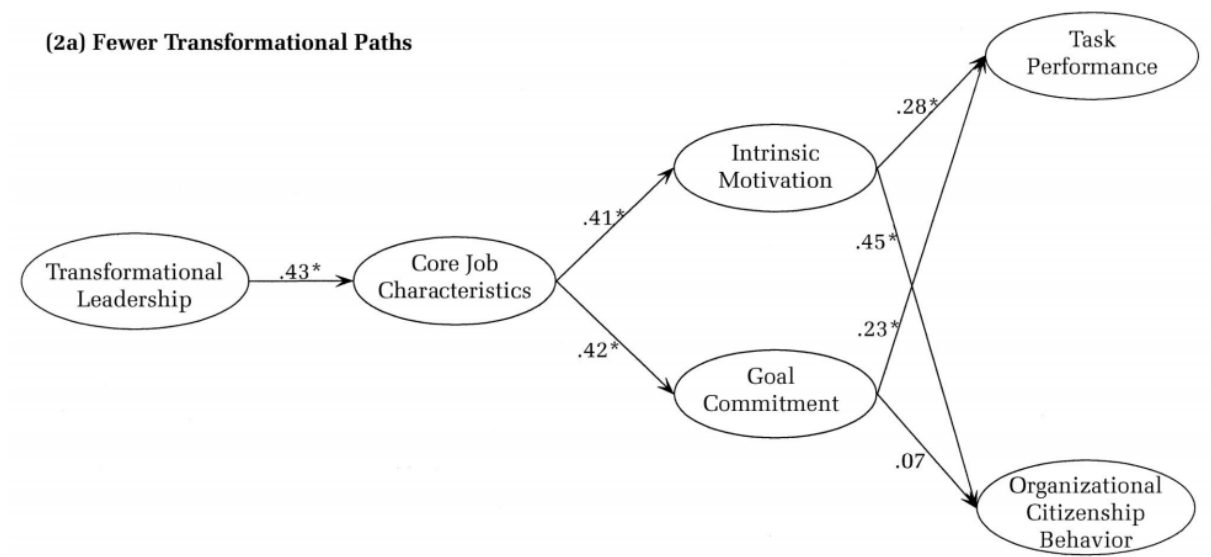 (2a) Fewer Transformational Paths
Task
Performance
.28*
Intrinsic
Motivation
.41*
.45*
Transformational
Leadership
.43*
Core Job
Characteristics
.42*
.23*
Goal
Commitment
.07
Organizational
Citizenship
Behavior